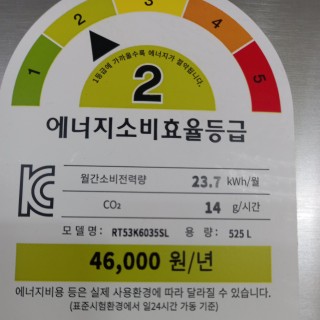 1 2 3 4 5
1등급에 가까울수록 에너지가 절약됩니다.
2
에너지소비효율등급
월간소비전력량 23.7 kWh/월
CO₂ 14 g/시간
모 델 명 : RT53K6035SL 용 량 : 525 L
46,000 원/년
에너지비용 등은 실제 사용환경에 따라 달라질 수 있습니다.
(표준시험환경에서 일24시간 가동 기준)